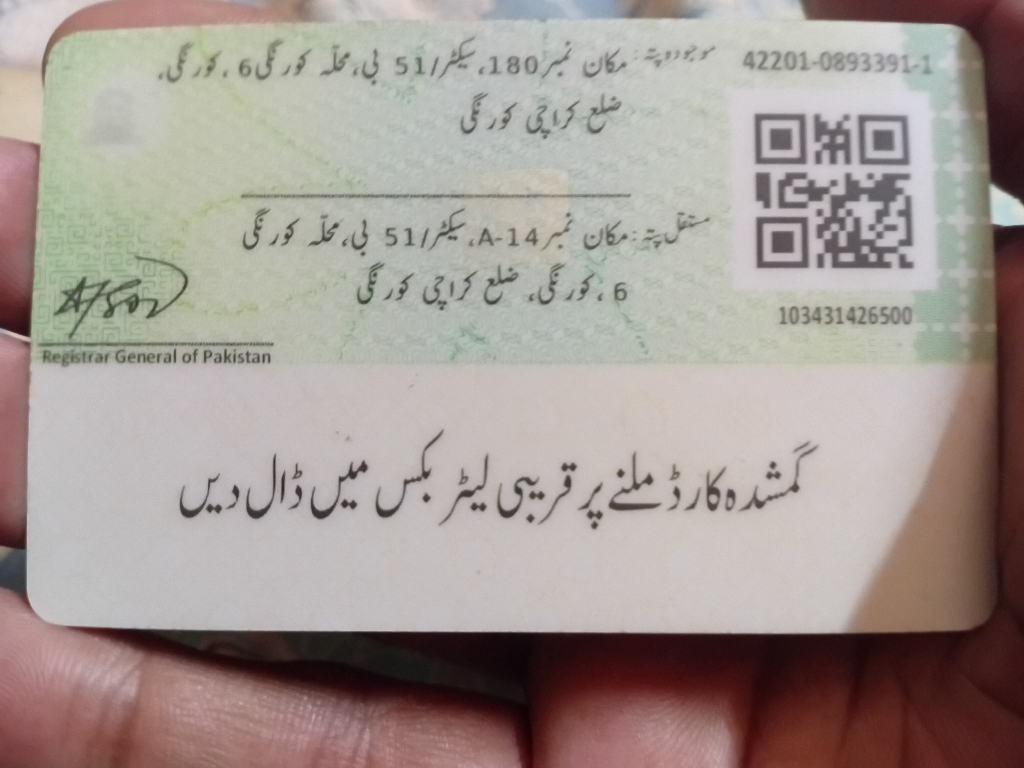 42201-0893391-1
موجودہ پتہ: مکان نمبر 180، سیکٹر/51 بی، محلّہ کورنگی 6 ،کورنگی،
ضلع کراچی کورنگی
مستقل پتہ: مکان نمبر A-14، سیکٹر/51 بی، محلّہ کورنگی
6 ،کورنگی، ضلع کراچی کورنگی
103431426500
Registrar General of Pakistan
گمشدہ کارڈ ملنے پر قریبی لیٹر بکس میں ڈال دیں